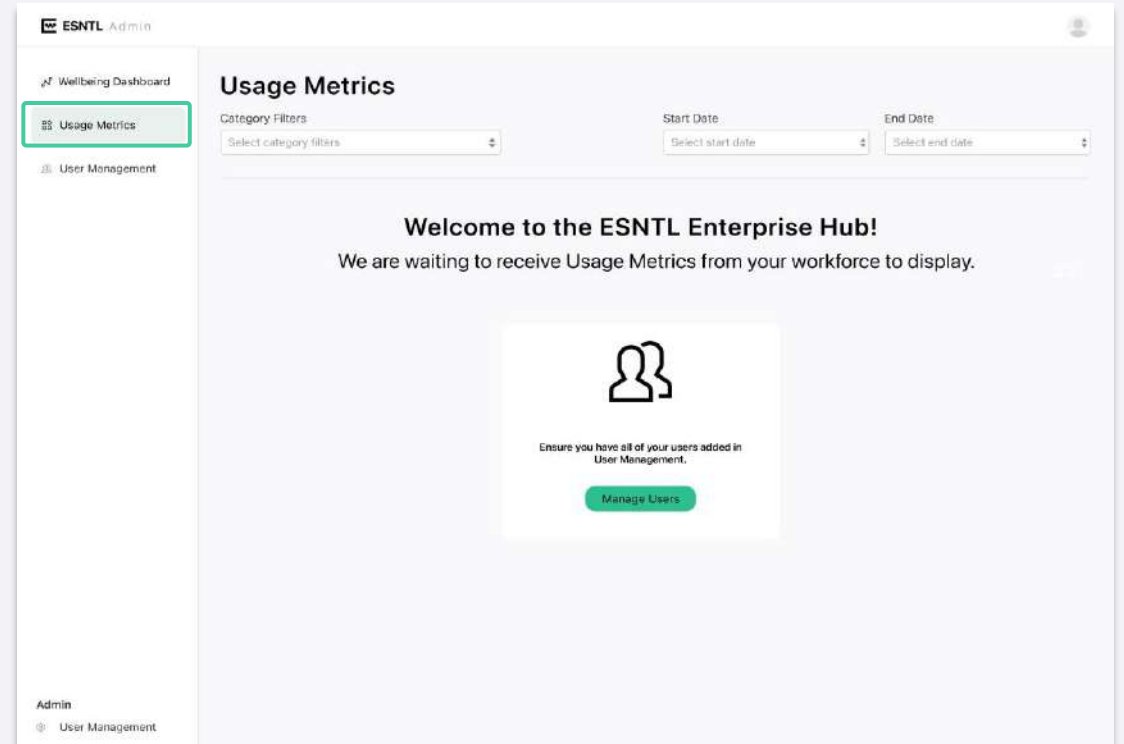 ESNTL Admin
Wellbeing Dashboard
Usage Metrics
User Management
Usage Metrics
Category Filters
Select category filters
Start Date
Select start date
End Date
Select end date
Welcome to the ESNTL Enterprise Hub!
We are waiting to receive Usage Metrics from your workforce to display.
Ensure you have all of your users added in
User Management.
Manage Users
Admin
User Management